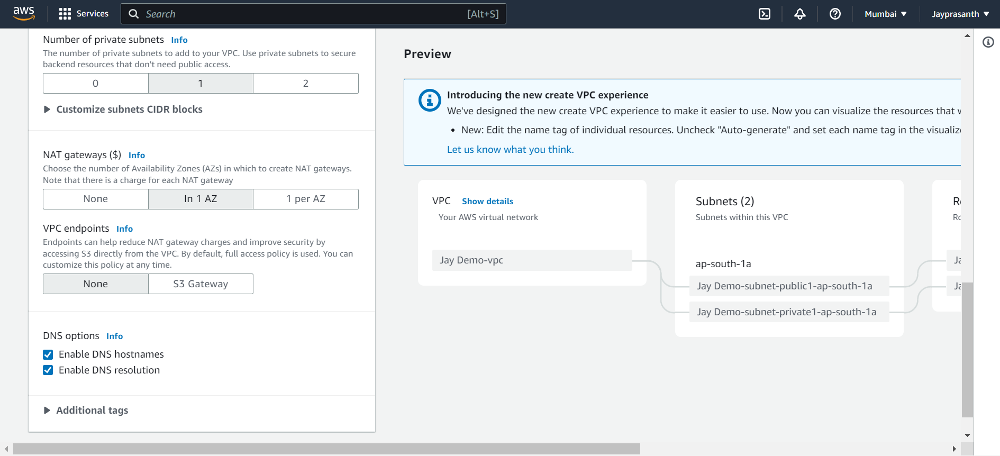 aws
Services
Search
[Alt+S]
Mumbai
Jayprasanth
Number of private subnets Info
The number of private subnets to add to your VPC. Use private subnets to secure
backend resources that don't need public access.
0
1
2
Customize subnets CIDR blocks
NAT gateways ($) Info
Choose the number of Availability Zones (AZs) in which to create NAT gateways.
Note that there is a charge for each NAT gateway
None
In 1 AZ
1 per AZ
VPC endpoints Info
Endpoints can help reduce NAT gateway charges and improve security by
accessing S3 directly from the VPC. By default, full access policy is used. You can
customize this policy at any time.
None
S3 Gateway
DNS options Info
Enable DNS hostnames
Enable DNS resolution
Additional tags
Preview
Introducing the new create VPC experience
We've designed the new create VPC experience to make it easier to use. Now you can visualize the resources that
New: Edit the name tag of individual resources. Uncheck "Auto-generate" and set each name tag in the
Let us know what you think.
VPC Show details
Your AWS virtual network
Jay Demo-vpc
Subnets (2)
Subnets within this VPC
ap-south-1a
Jay Demo-subnet-public1-ap-south-1a
Jay Demo-subnet-private1-ap-south-1a